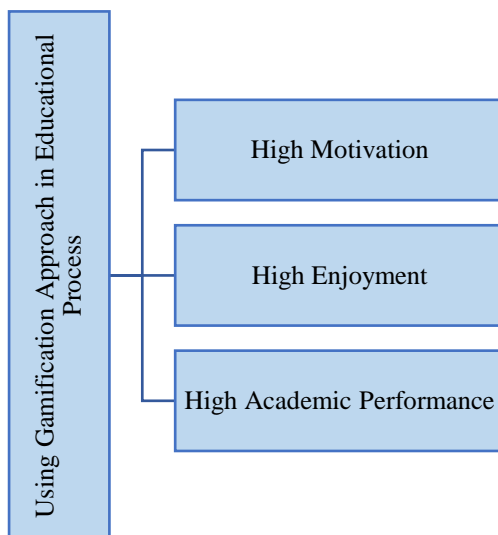 Using Gamification Approach in Educational
Process
High Motivation
High Enjoyment
High Academic Performance